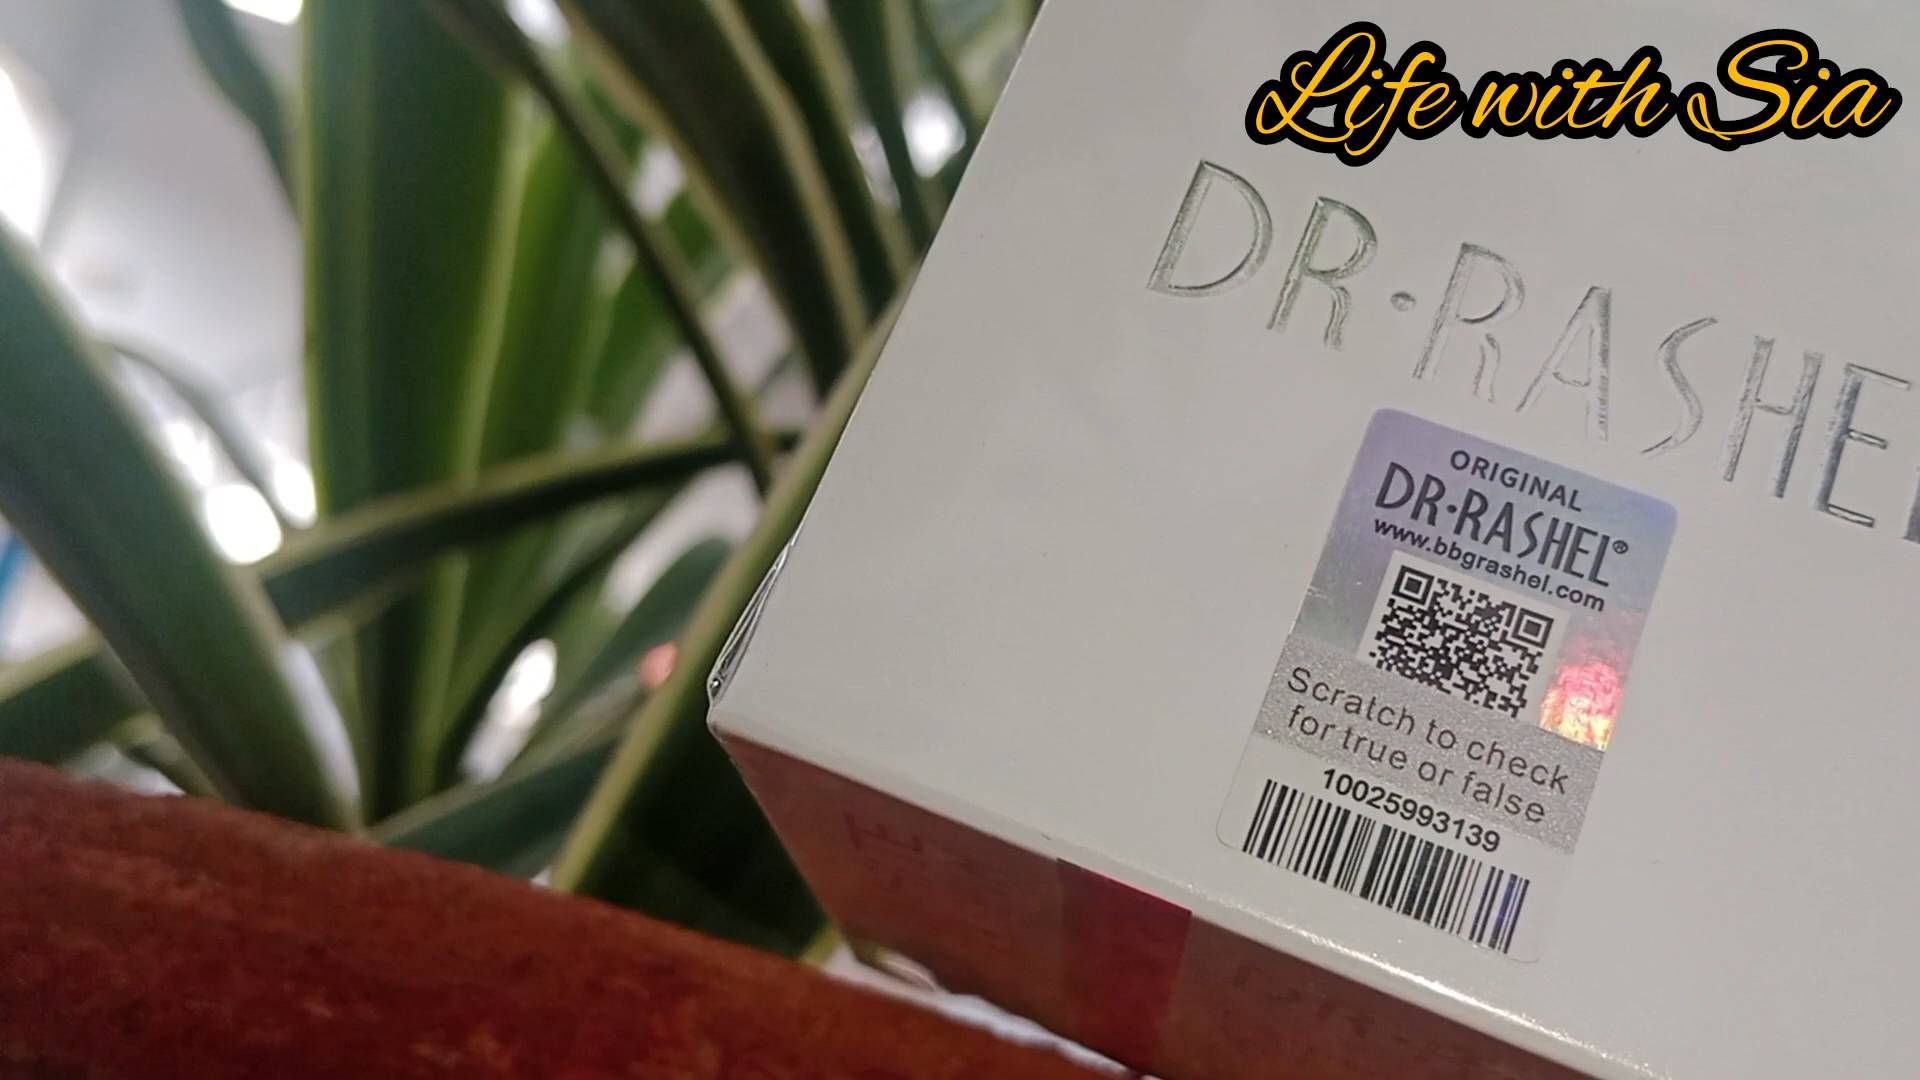 Life with Sia
DR·RASHEL
ORIGINAL
DR·RASHEL®
www.bbgrashel.com
Scratch to check
for true or false
10025993139